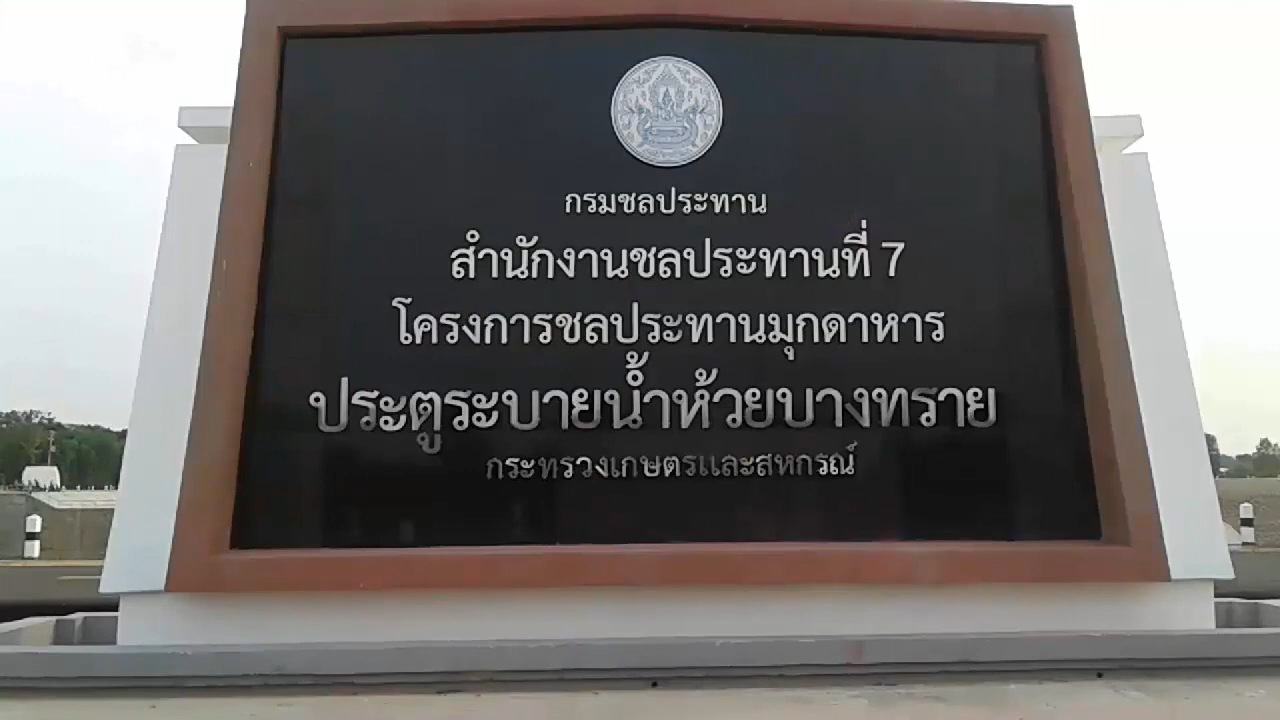 กรมชลประทาน
สำนักงานชลประทานที่ 7
โครงการชลประทานมุกดาหาร
ประตูระบายน้ำห้วยบางทราย
กระทรวงเกษตรและสหกรณ์